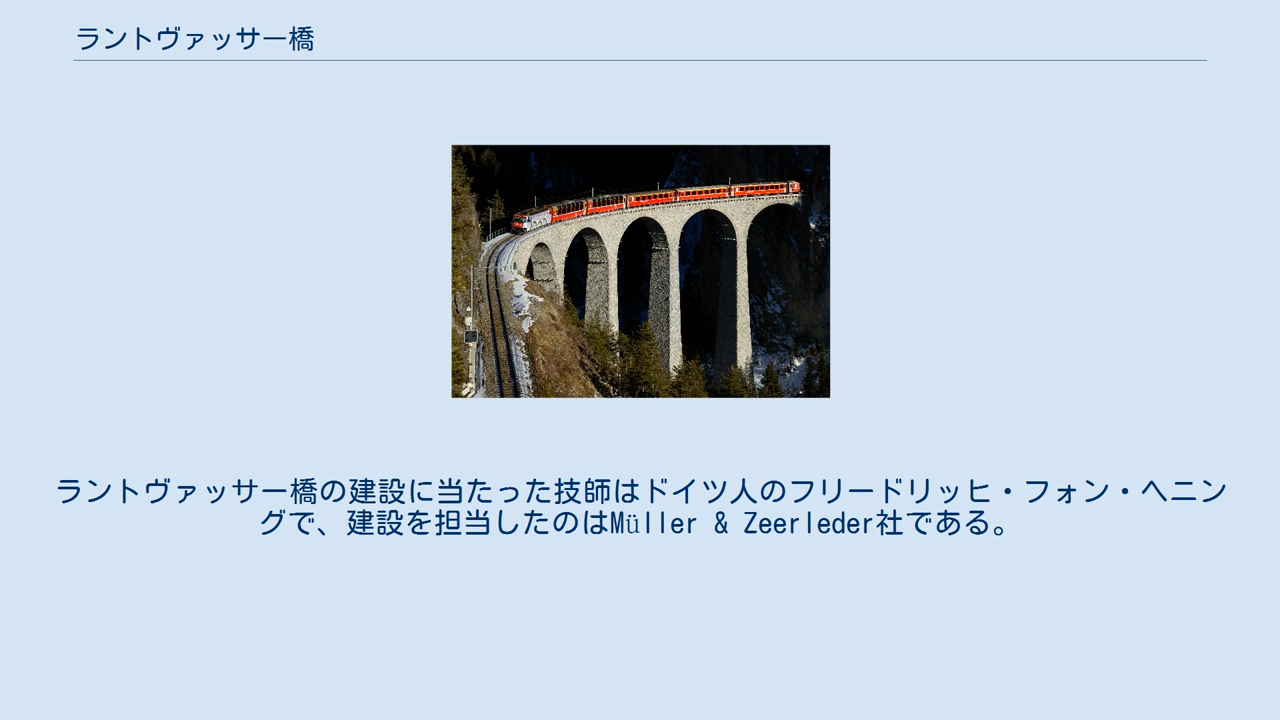 ラントヴァッサー橋
ラントヴァッサー橋の建設に当たった技師はドイツ人のフリードリッヒ・フォン・ヘニン
グで、建設を担当したのはMüller & Zeerleder社である。